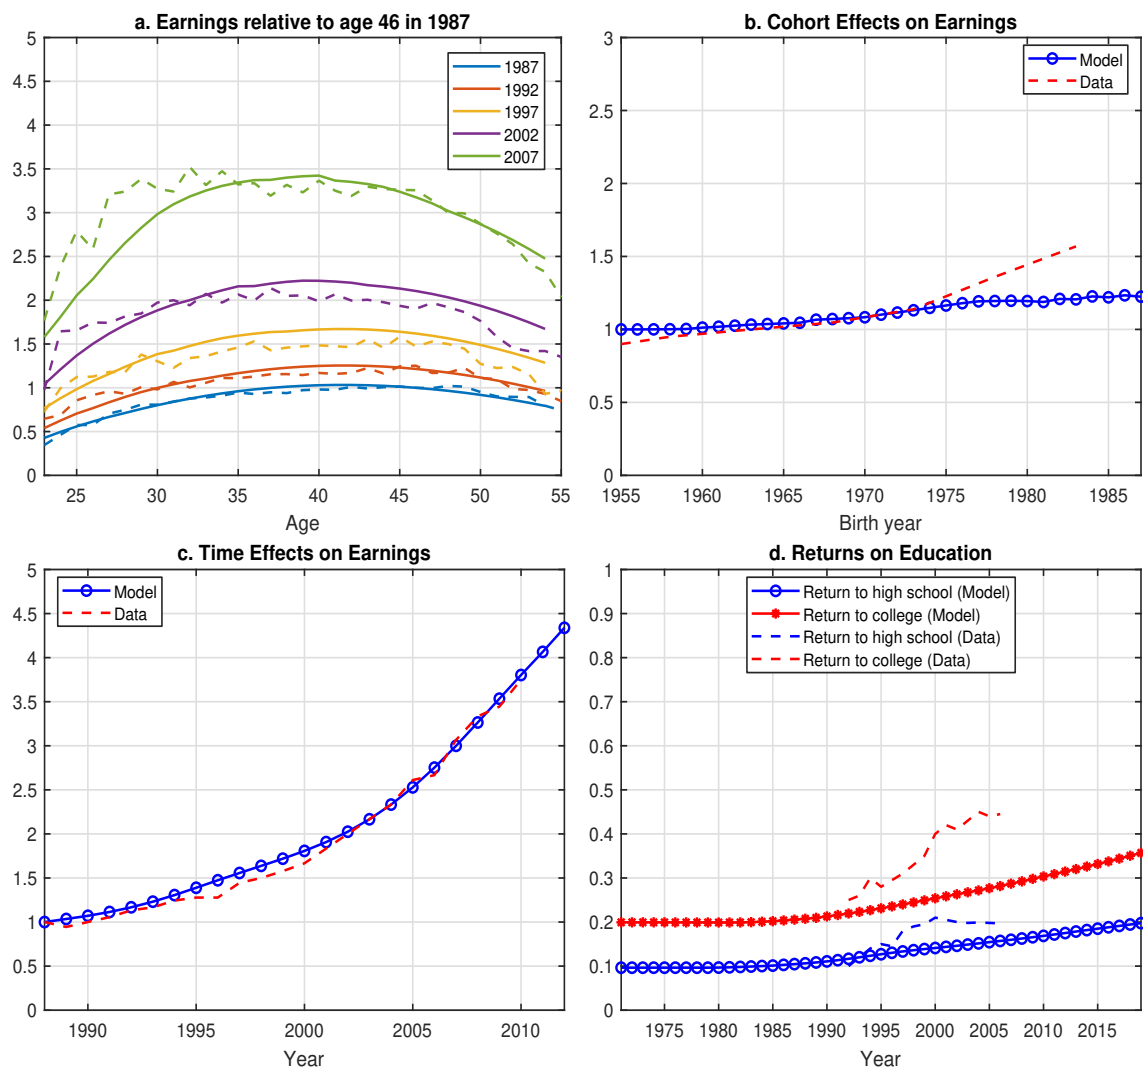 a. Earnings relative to age 46 in 1987
5
4.5
4
3.5
3
2.5
2
1.5
1
0.5
0
1987
1992
1997
2002
2007
25 30 35 40 45 50 55
Age
b. Cohort Effects on Earnings
3
2.5
2
1.5
1
0.5
0
Model
Data
1955 1960 1965 1970 1975 1980 1985
Birth year
c. Time Effects on Earnings
5
4.5
4
3.5
3
2.5
2
1.5
1
0.5
0
Model
Data
1990 1995 2000 2005 2010
Year
d. Returns on Education
1
0.9
0.8
0.7
0.6
0.5
0.4
0.3
0.2
0.1
0
Return to high school (Model)
Return to college (Model)
Return to high school (Data)
Return to college (Data)
1975 1980 1985 1990 1995 2000 2005 2010 2015
Year